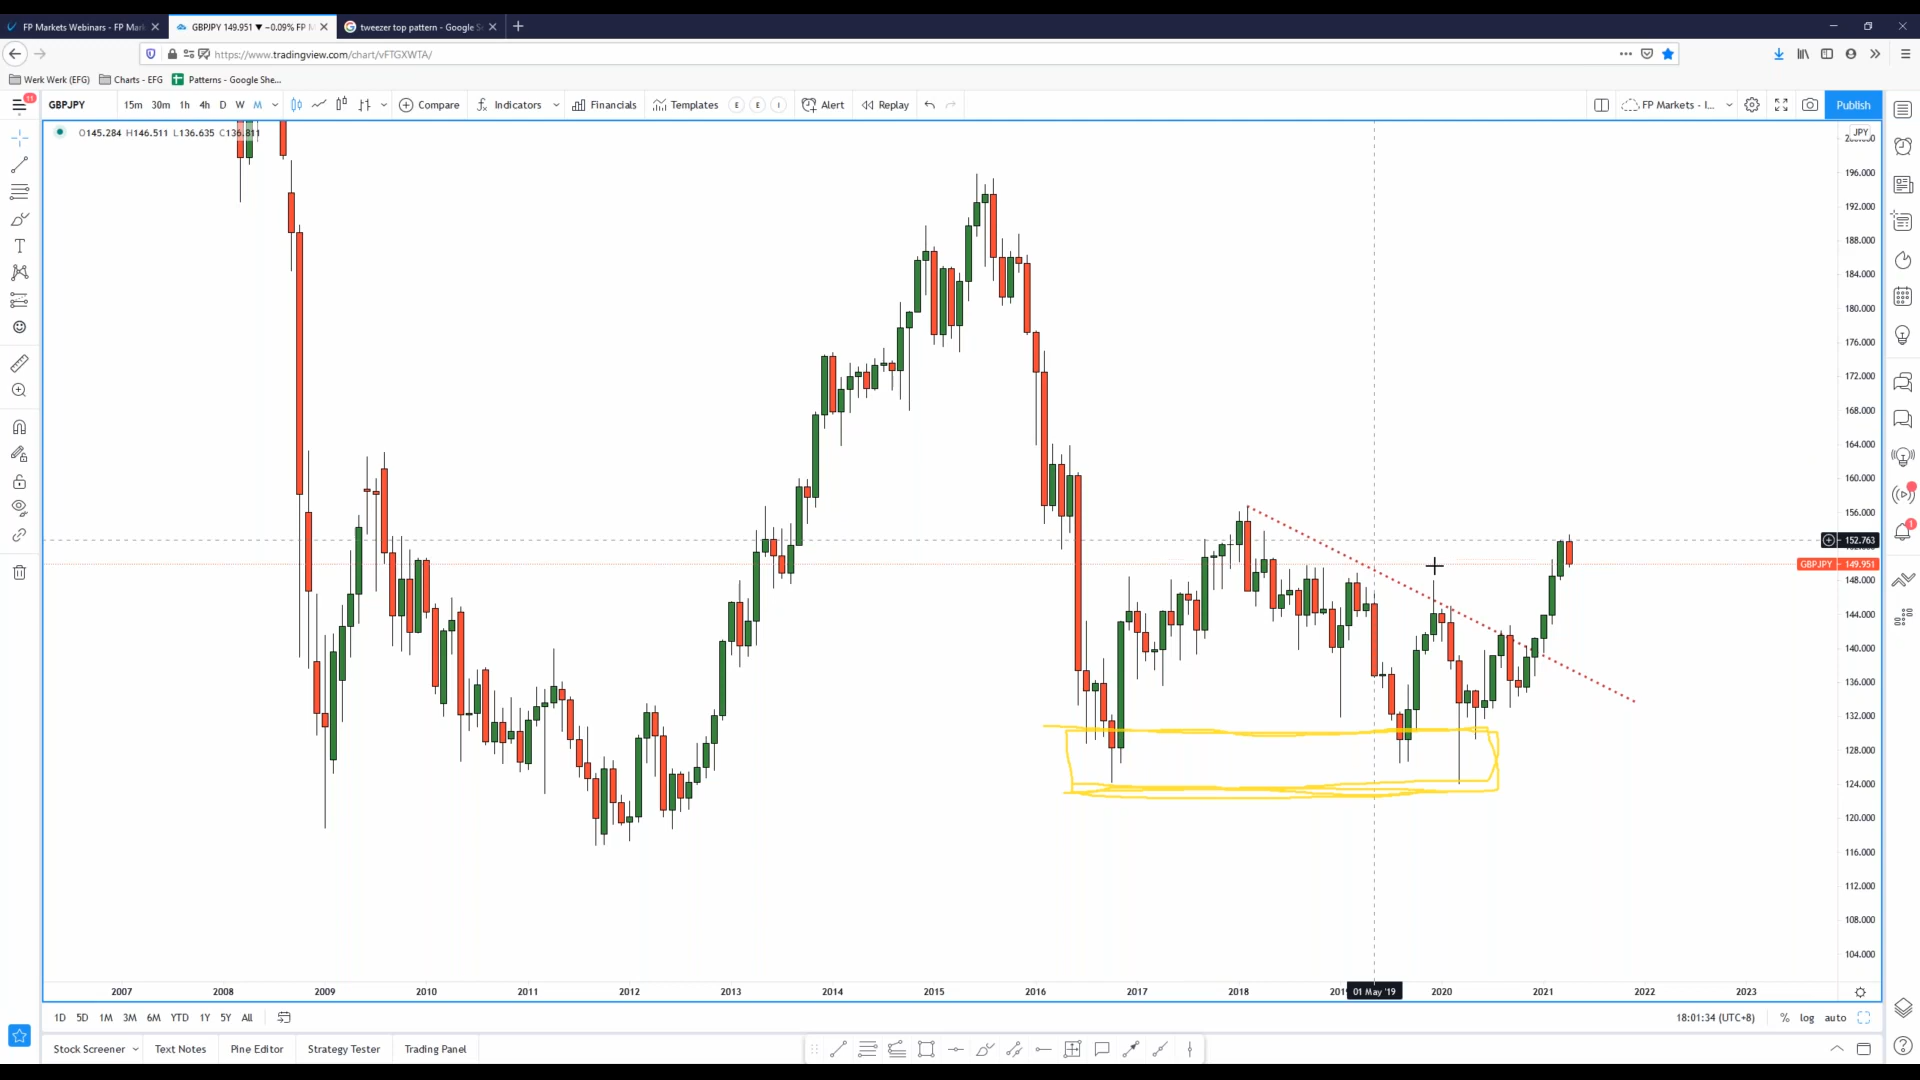 FP Markets Webinars - FP Mar
GBPJPY 149.951 ▼ −0.09% FP M
tweezer top pattern - Google S
https://www.tradingview.com/chart/vFTGXWTA/
Werk Werk (EFG) Charts - EFG Patterns - Google She...
11 GBPJPY 15m 30m 1h 4h D W M Compare Indicators Financials Templates E E I Alert Replay FP Markets - I... Publish
O145.284 H146.511 L136.635 C136.811
JPY
196.000
192.000
188.000
184.000
180.000
176.000
172.000
168.000
164.000
160.000
156.000
152.763
GBPJPY 149.951
148.000
144.000
140.000
136.000
132.000
128.000
124.000
120.000
116.000
112.000
108.000
104.000
1
2007 2008 2009 2010 2011 2012 2013 2014 2015 2016 2017 2018 01 May '19 2020 2021 2022 2023
1D 5D 1M 3M 6M YTD 1Y 5Y All 18:01:34 (UTC+8) % log auto
Stock Screener Text Notes Pine Editor Strategy Tester Trading Panel